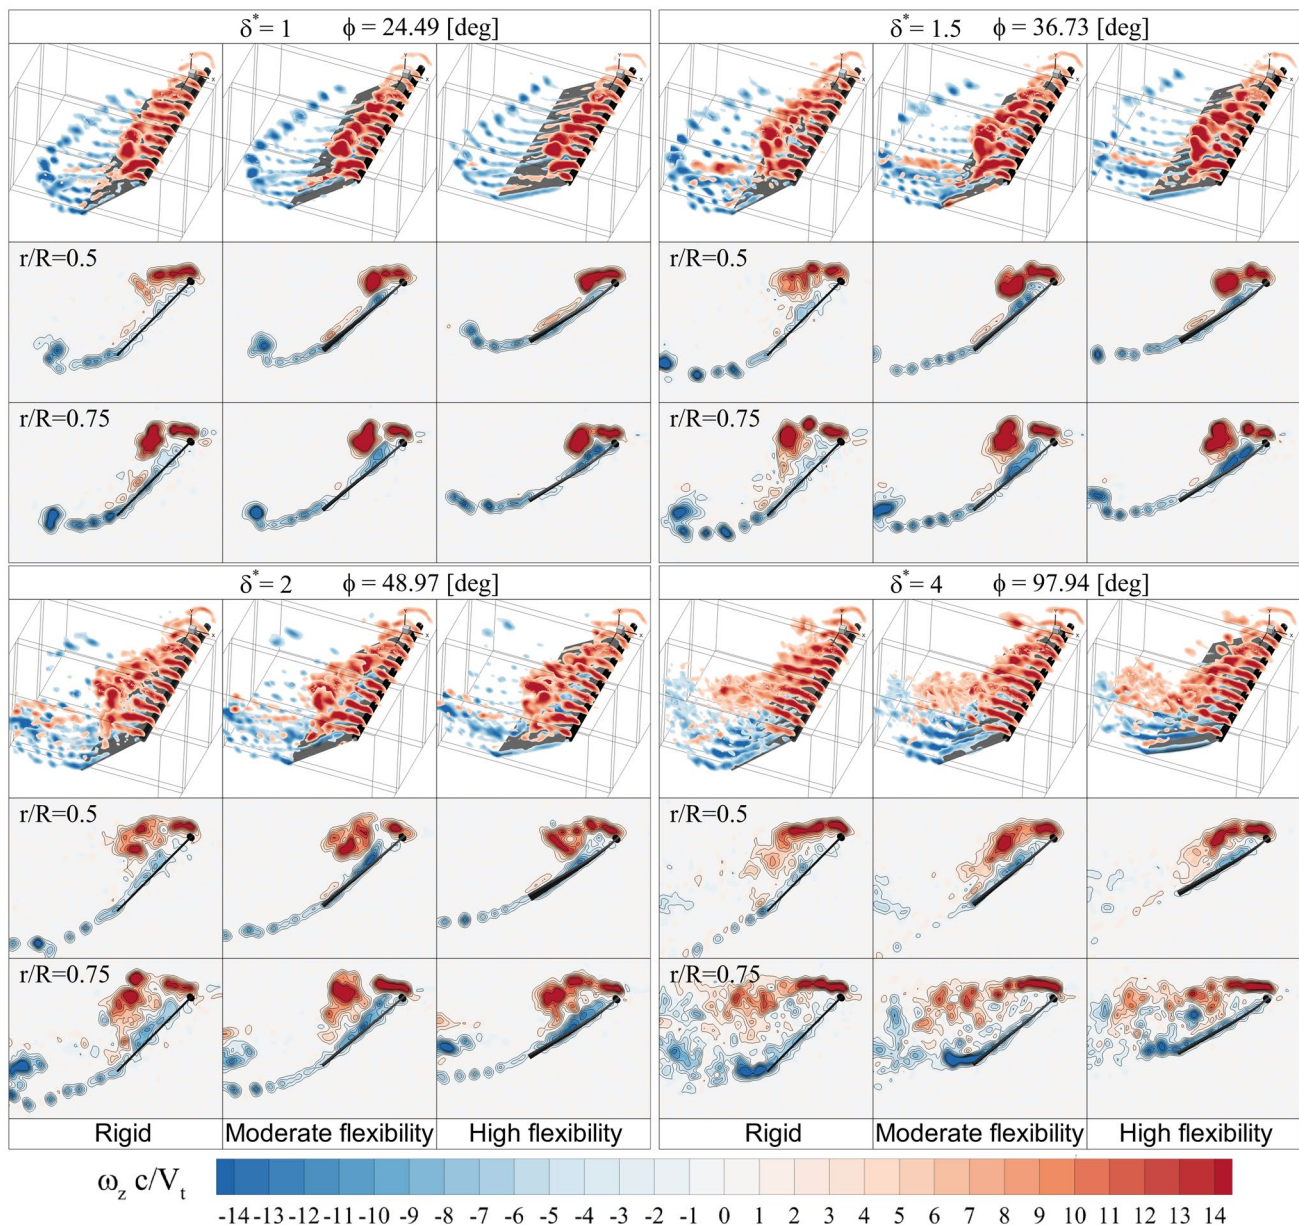 δ*= 1 ϕ = 24.49 [deg]
δ*= 1.5 ϕ = 36.73 [deg]
r/R=0.5
r/R=0.5
r/R=0.75
r/R=0.75
δ*= 2 ϕ = 48.97 [deg]
δ*= 4 ϕ = 97.94 [deg]
r/R=0.5
r/R=0.5
r/R=0.75
r/R=0.75
Rigid Moderate flexibility High flexibility Rigid Moderate flexibility High flexibility
ω_z c/V_t
-14 -13 -12 -11 -10 -9 -8 -7 -6 -5 -4 -3 -2 -1 0 1 2 3 4 5 6 7 8 9 10 11 12 13 14